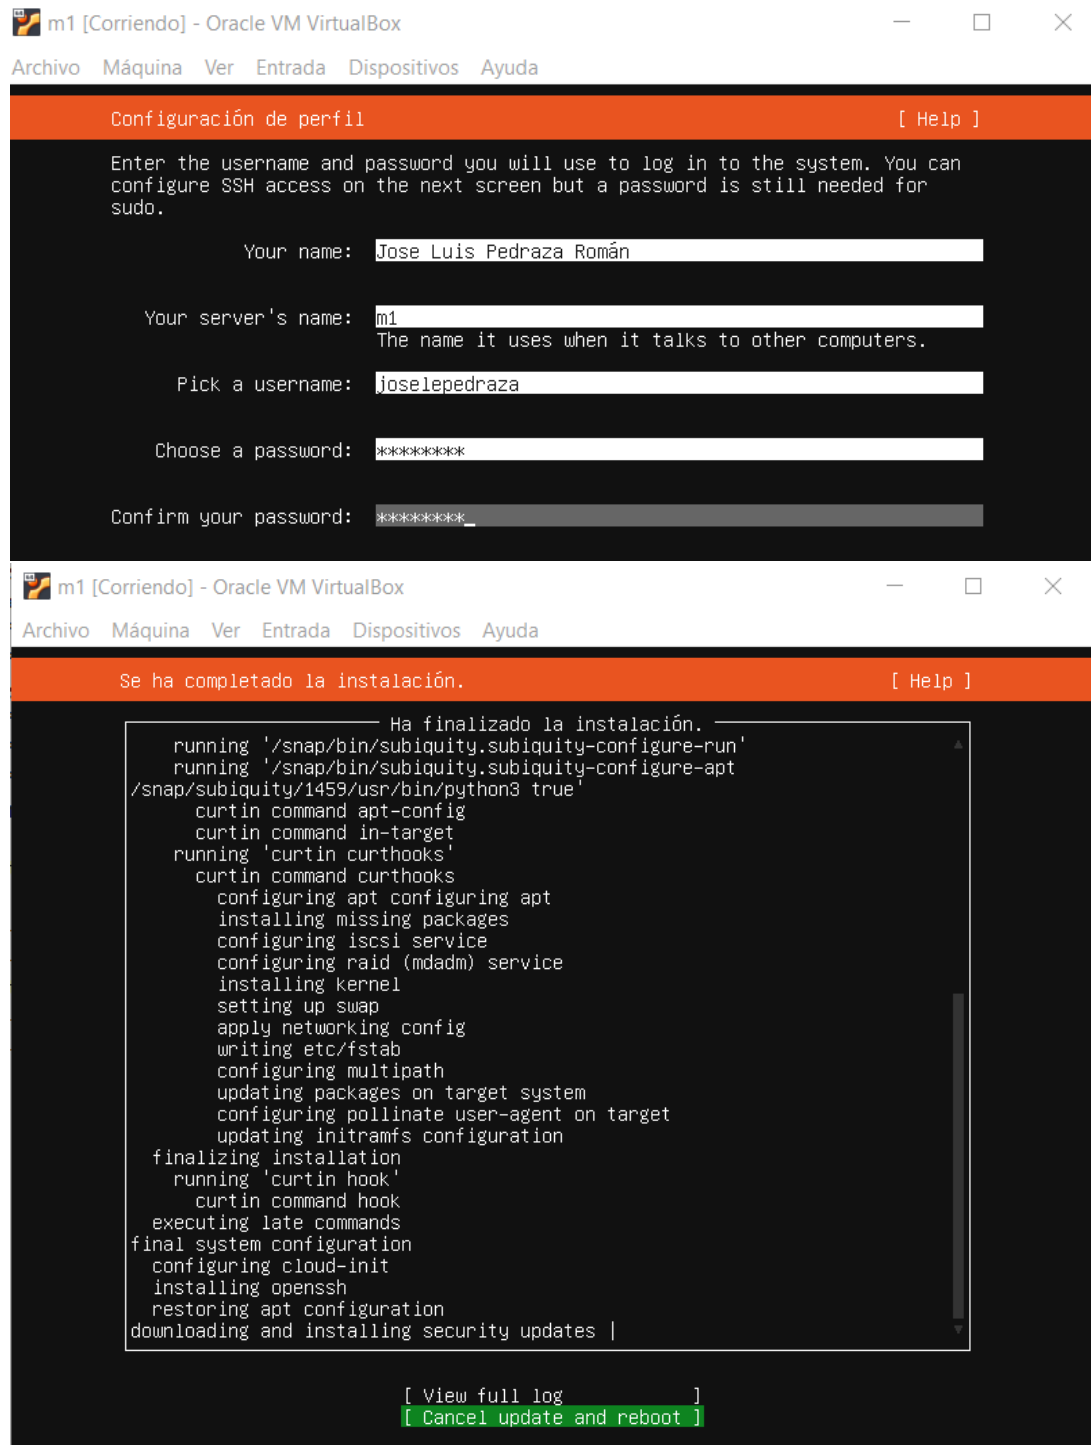 m1 [Corriendo] - Oracle VM VirtualBox
Archivo Máquina Ver Entrada Dispositivos Ayuda
Configuración de perfil [ Help ]
Enter the username and password you will use to log in to the system. You can
configure SSH access on the next screen but a password is still needed for
sudo.
Your name: Jose Luis Pedraza Román
Your server's name: m1
The name it uses when it talks to other computers.
Pick a username: joselepedraza
Choose a password: ********
Confirm your password: ********_
m1 [Corriendo] - Oracle VM VirtualBox
Archivo Máquina Ver Entrada Dispositivos Ayuda
Se ha completado la instalación. [ Help ]
Ha finalizado la instalación.
running '/snap/bin/subiquity.subiquity-configure-run'
running '/snap/bin/subiquity.subiquity-configure-apt
/snap/subiquity/1459/usr/bin/python3 true'
curtin command apt-config
curtin command in-target
running 'curtin curthooks'
curtin command curthooks
configuring apt configuring apt
installing missing packages
configuring iscsi service
configuring raid (mdadm) service
installing kernel
setting up swap
apply networking config
writing etc/fstab
configuring multipath
updating packages on target system
configuring pollinate user-agent on target
updating initramfs configuration
finalizing installation
running 'curtin hook'
curtin command hook
executing late commands
final system configuration
configuring cloud-init
installing openssh
restoring apt configuration
downloading and installing security updates |
[ View full log ]
[ Cancel update and reboot ]